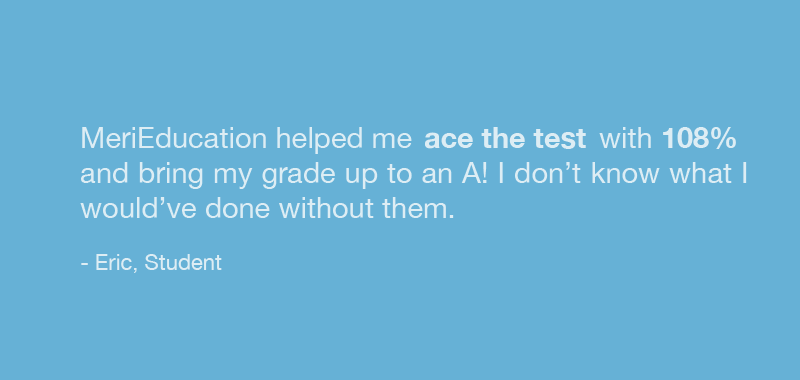 MeriEducation helped me ace the test with 108%
and bring my grade up to an A! I don’t know what I
would’ve done without them.
- Eric, Student